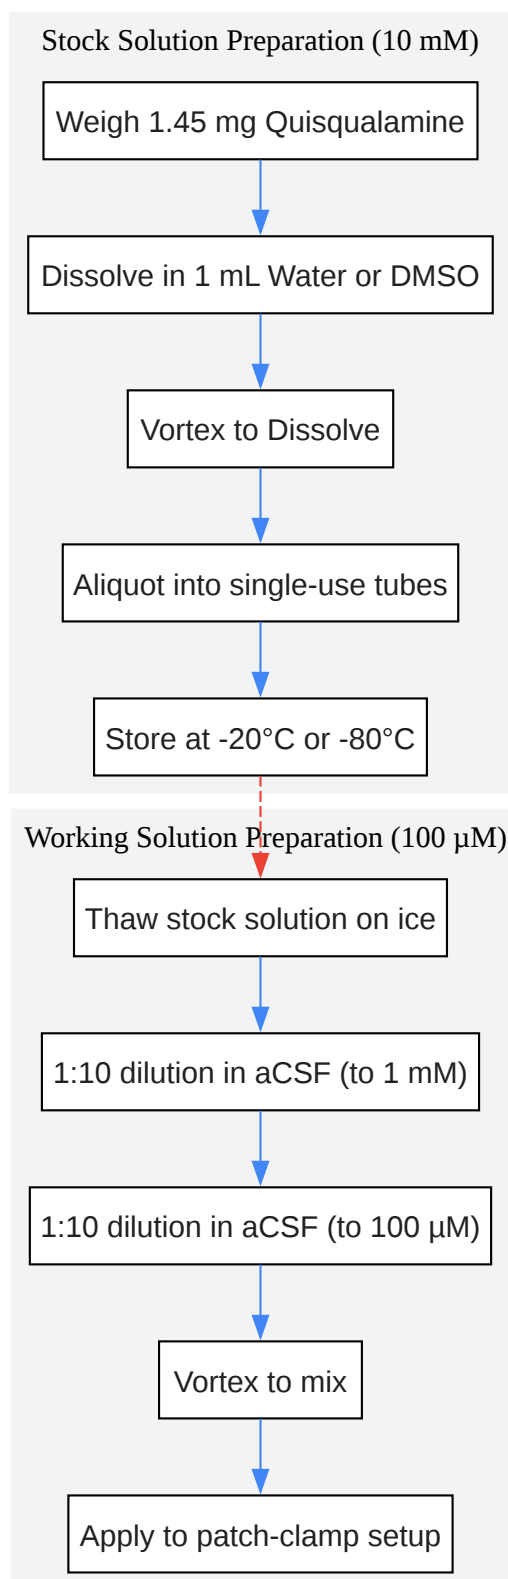 Stock Solution Preparation (10 mM)
Weigh 1.45 mg Quisqualamine
Dissolve in 1 mL Water or DMSO
Vortex to Dissolve
Aliquot into single-use tubes
Store at -20°C or -80°C
Working Solution Preparation (100 µM)
Thaw stock solution on ice
1:10 dilution in aCSF (to 1 mM)
1:10 dilution in aCSF (to 100 µM)
Vortex to mix
Apply to patch-clamp setup